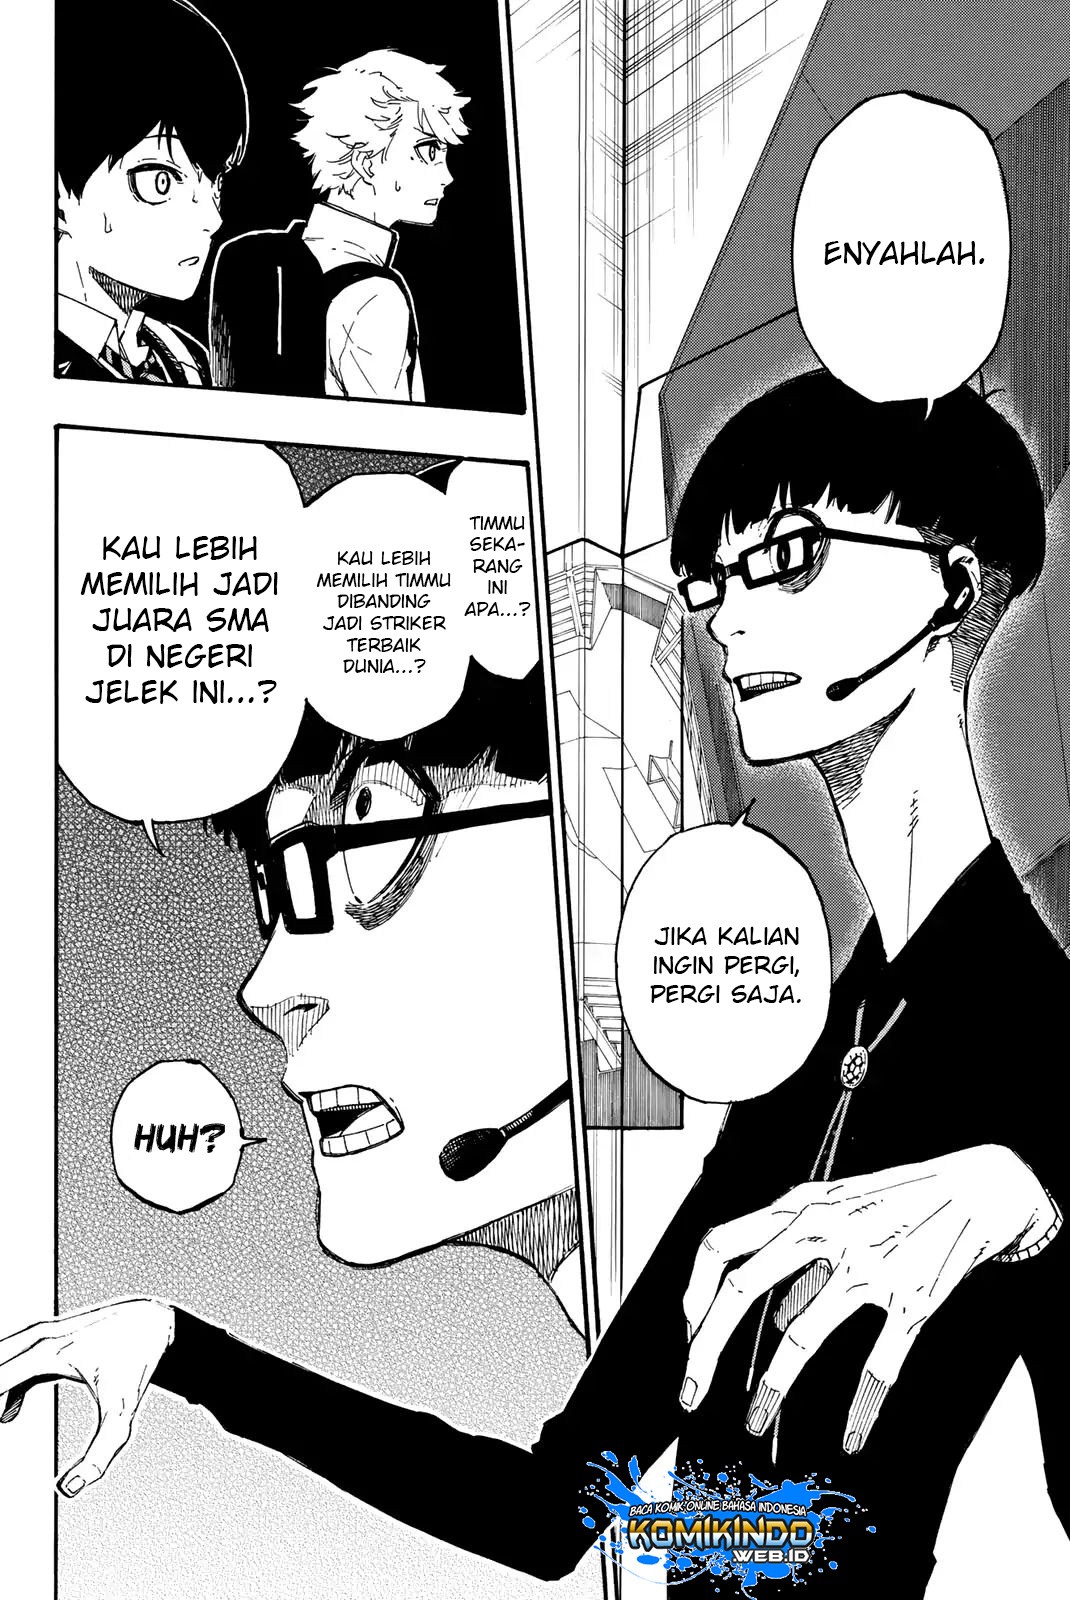 ENYAHLAH.
JIKA KALIAN
INGIN PERGI,
PERGI SAJA.
TIMMU
SEKA-
RANG
INI
APA...?
KAU LEBIH
MEMILIH TIMMU
DIBANDING
JADI STRIKER
TERBAIK
DUNIA...?
KAU LEBIH
MEMILIH JADI
JUARA SMA
DI NEGERI
JELEK INI...?
HUH?
BACA KOMIK ONLINE BAHASA INDONESIA
KOMIKINDO
WEB.ID